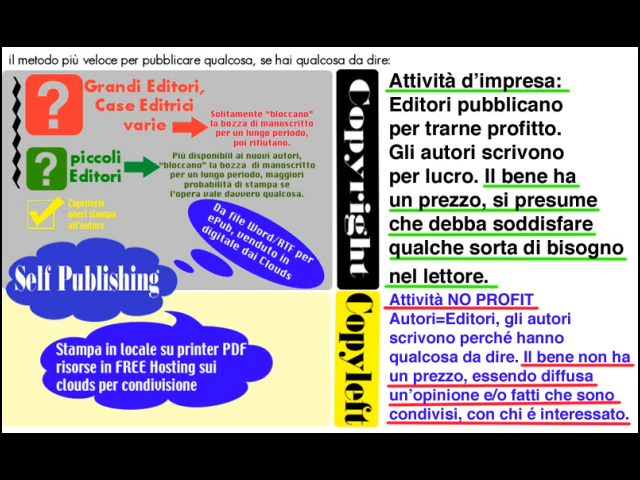 il metodo più veloce per pubblicare qualcosa, se hai qualcosa da dire:
?
Grandi Editori,
Case Editrici
varie
Solitamente “bloccano”
la bozza di manoscritto
per un lungo periodo,
poi rifiutano.
?
piccoli
Editori
Più disponibili ai nuovi autori,
“bloccano” la bozza di manoscritto
per un lungo periodo, maggiori
probabilità di stampa se
l'opera vale davvero qualcosa.
Copisterie
oneri stampa
all'autore
Da file Word/RTF per
ePub, venduto in
digitale dai Clouds
Self Publishing
Stampa in locale su printer PDF
risorse in FREE Hosting sui
clouds per condivisione
Copyright
Attività d’impresa:
Editori pubblicano
per trarne profitto.
Gli autori scrivono
per lucro. Il bene ha
un prezzo, si presume
che debba soddisfare
qualche sorta di bisogno
nel lettore.
Copyleft
Attività NO PROFIT
Autori=Editori, gli autori
scrivono perché hanno
qualcosa da dire. Il bene non ha
un prezzo, essendo diffusa
un’opinione e/o fatti che sono
condivisi, con chi é interessato.